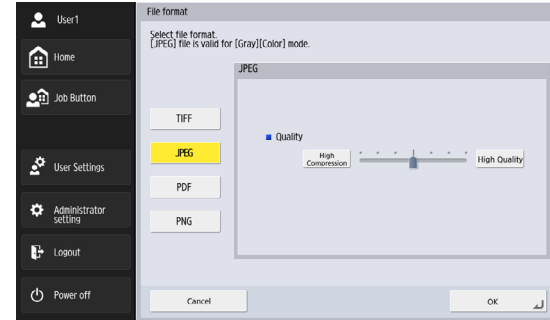 User1
Home
Job Button
User Settings
Administrator
setting
Logout
Power off
File format
Select file format.
[JPEG] file is valid for [Gray][Color] mode.
TIFF
JPEG
PDF
PNG
JPEG
Quality
High
Compression
High Quality
Cancel
OK